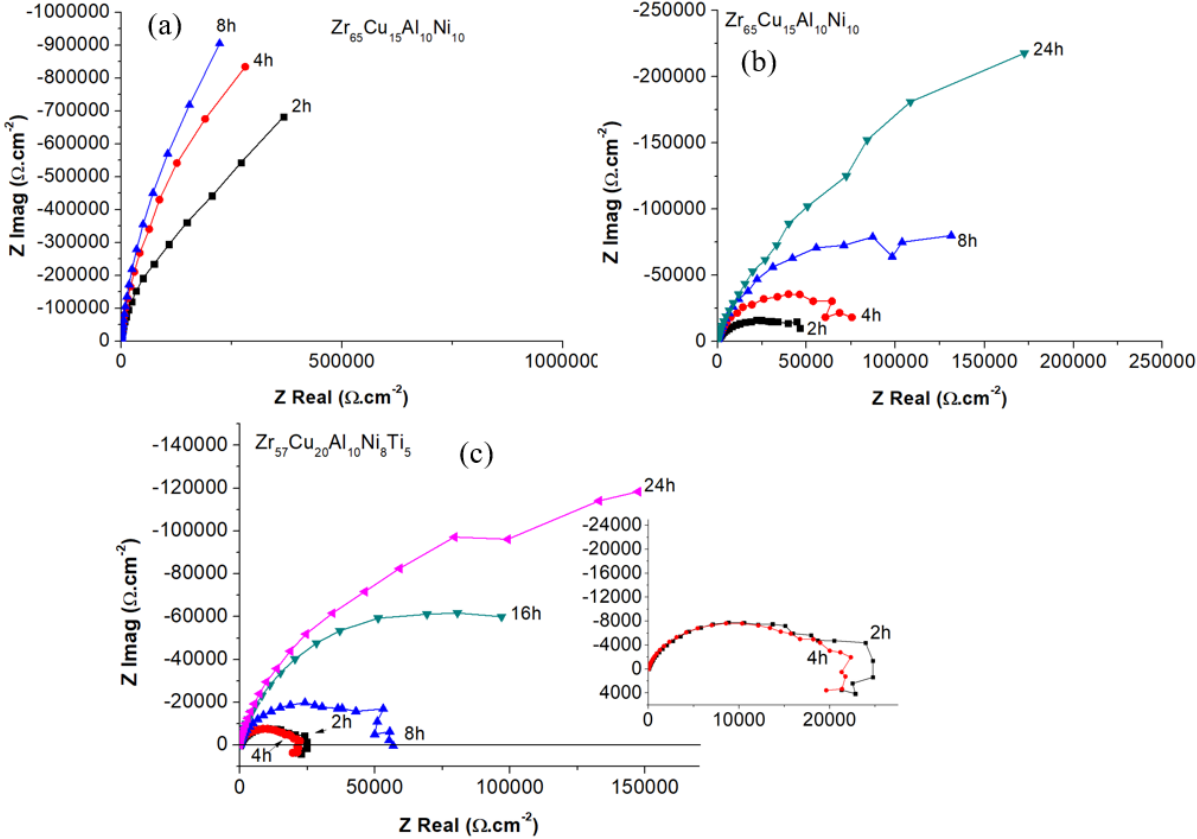 (a)
Zr65Cu15Al10Ni10
-1000000
-900000
-800000
-700000
-600000
-500000
-400000
-300000
-200000
-100000
0
Z Imag (Ω.cm-2)
8h
4h
2h
0
500000
1000000
Z Real (Ω.cm-2)
Zr65Cu15Al10Ni10
(b)
-250000
-200000
-150000
-100000
-50000
0
Z Imag (Ω.cm-2)
24h
8h
4h
2h
0
50000
100000
150000
200000
250000
Z Real (Ω.cm-2)
Zr57Cu20Al10Ni8Ti5
(c)
-140000
-120000
-100000
-80000
-60000
-40000
-20000
0
Z Imag (Ω.cm-2)
24h
16h
2h
4h
8h
0
50000
100000
150000
Z Real (Ω.cm-2)
-24000
-20000
-16000
-12000
-8000
-4000
0
4000
2h
4h
0
10000
20000